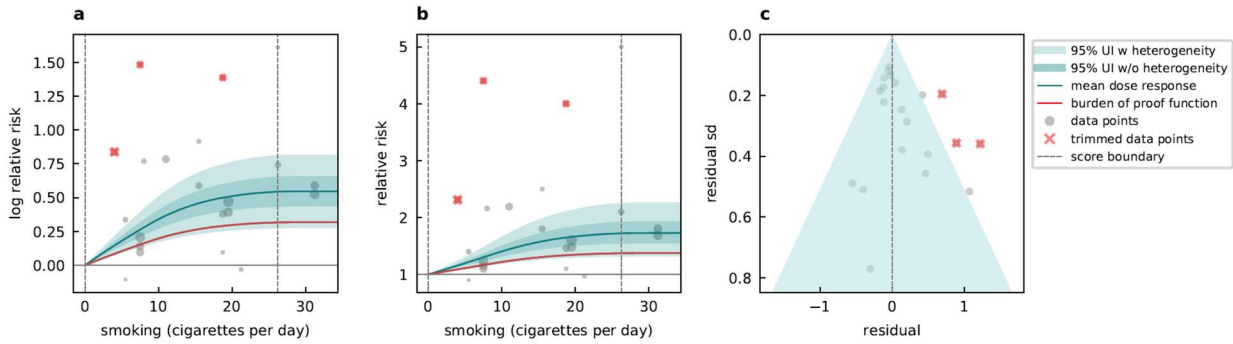 a
1.50
1.25
1.00
0.75
0.50
0.25
0.00
log relative risk
0
10
20
30
smoking (cigarettes per day)
b
5
4
3
2
1
relative risk
0
10
20
30
smoking (cigarettes per day)
c
0.0
0.2
0.4
0.6
0.8
residual sd
−1
0
1
residual
95% UI w heterogeneity
95% UI w/o heterogeneity
mean dose response
burden of proof function
data points
trimmed data points
score boundary